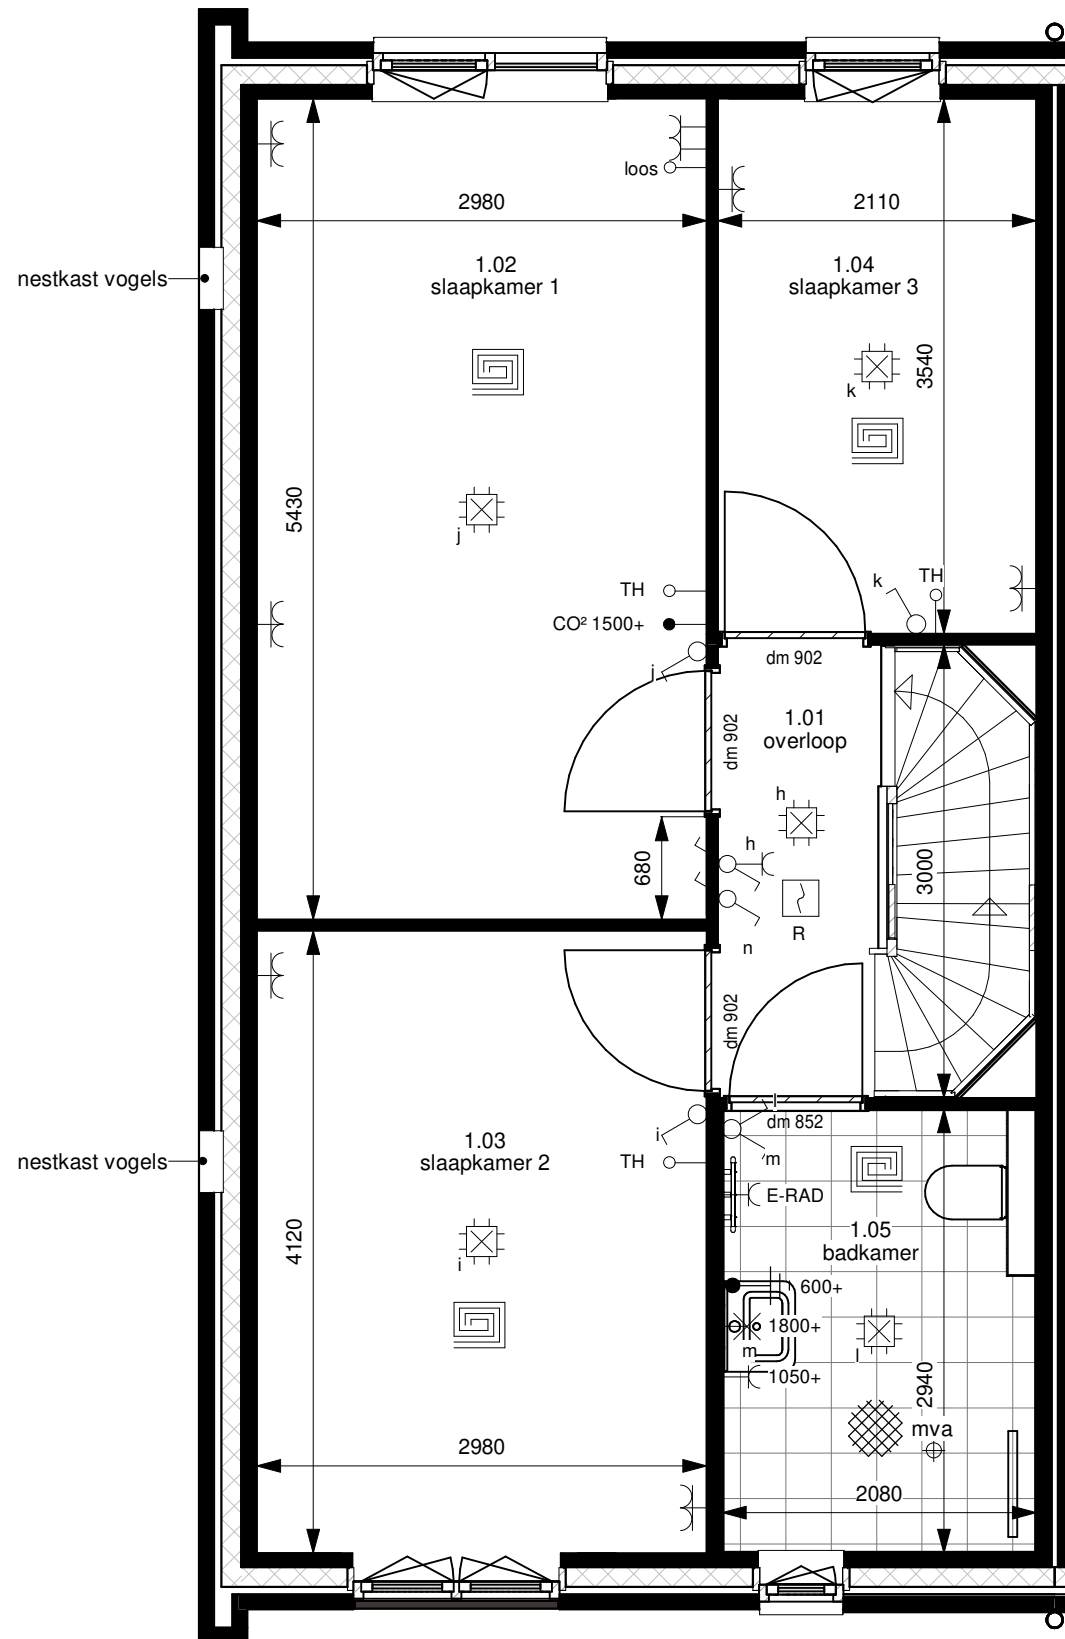 loos
2980
2110
nestkast vogels
1.02
slaapkamer 1
1.04
slaapkamer 3
3540
k
5430
j
TH
CO² 1500+
k
TH
j
dm 902
1.01
overloop
dm 902
h
h
680
3000
R
n
dm 902
dm 852
i
m
nestkast vogels
1.03
slaapkamer 2
TH
E-RAD
1.05
badkamer
4120
i
600+
1800+
m
l
1050+
2940
mva
2980
2080